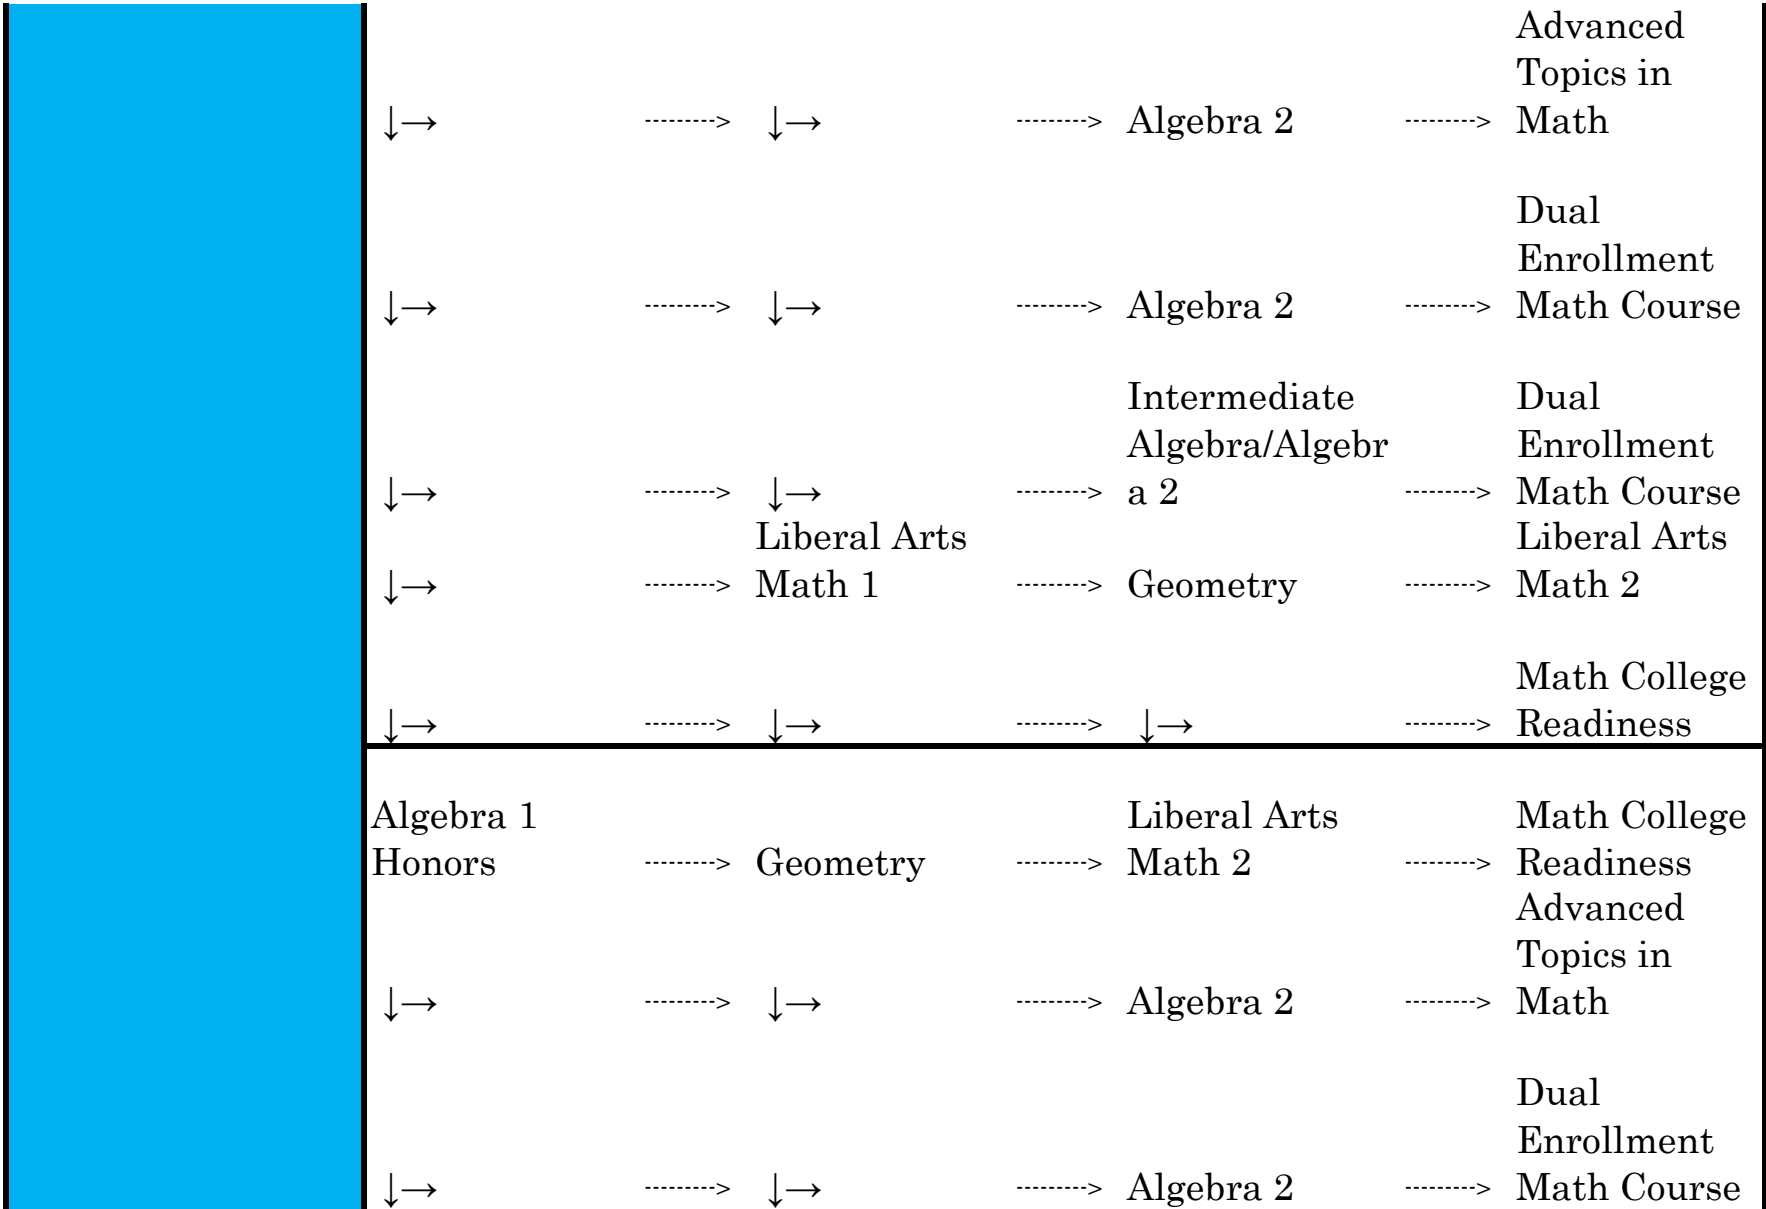 Advanced
Topics in
↓→ ---------> ↓→ ---------> Algebra 2 ---------> Math
Dual
Enrollment
↓→ ---------> ↓→ ---------> Algebra 2 ---------> Math Course
Intermediate Dual
Algebra/Algebr Enrollment
↓→ ---------> ↓→ ---------> a 2 ---------> Math Course
Liberal Arts Liberal Arts
↓→ ---------> Math 1 ---------> Geometry ---------> Math 2
Math College
↓→ ---------> ↓→ ---------> ↓→ ---------> Readiness
Algebra 1 Liberal Arts Math College
Honors ---------> Geometry ---------> Math 2 ---------> Readiness
Advanced
Topics in
↓→ ---------> ↓→ ---------> Algebra 2 ---------> Math
Dual
Enrollment
↓→ ---------> ↓→ ---------> Algebra 2 ---------> Math Course